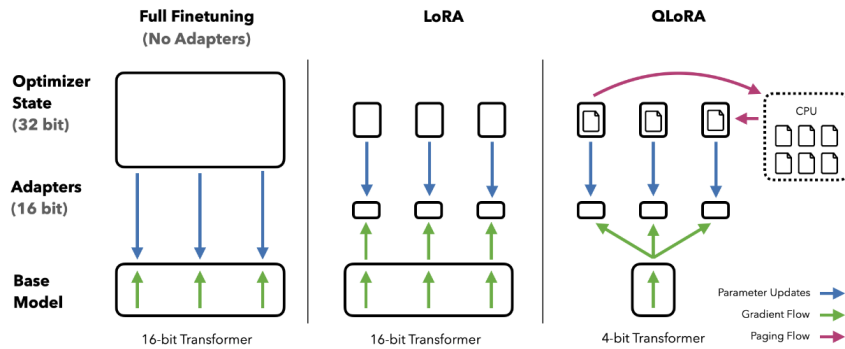 Full Finetuning
(No Adapters)
LoRA
QLoRA
Optimizer
State
(32 bit)
CPU
Adapters
(16 bit)
Base
Model
16-bit Transformer
16-bit Transformer
4-bit Transformer
Parameter Updates
Gradient Flow
Paging Flow